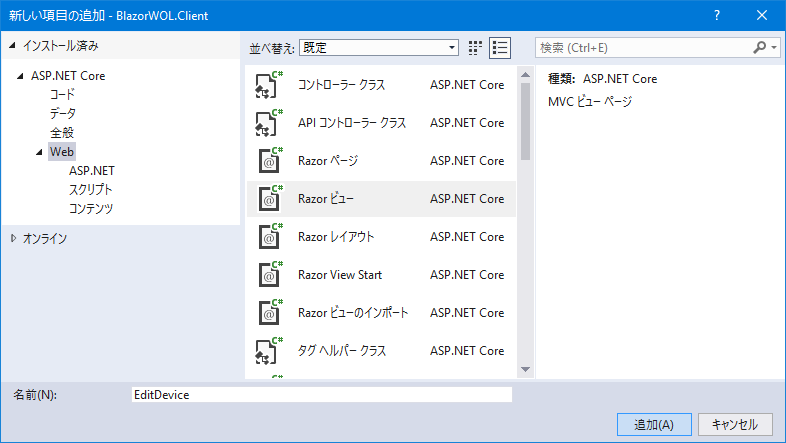 新しい項目の追加 - BlazorWOL.Client
インストール済み
ASP.NET Core
コード
データ
全般
Web
ASP.NET
スクリプト
コンテンツ
オンライン
並べ替え: 既定
コントローラー クラス ASP.NET Core
API コントローラー クラス ASP.NET Core
Razor ページ ASP.NET Core
Razor ビュー ASP.NET Core
Razor レイアウト ASP.NET Core
Razor View Start ASP.NET Core
Razor ビューのインポート ASP.NET Core
タグ ヘルパー クラス ASP.NET Core
検索 (Ctrl+E)
種類: ASP.NET Core
MVC ビュー ページ
名前(N): EditDevice
追加(A) キャンセル